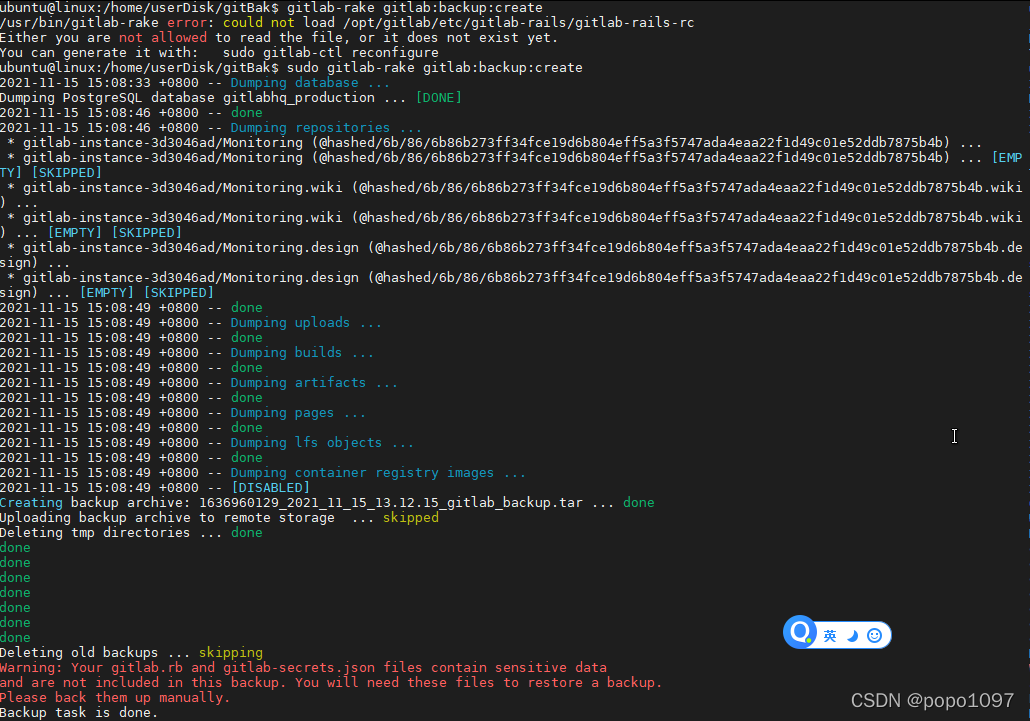 ubuntu@linux:/home/userDisk/gitBak$ gitlab-rake gitlab:backup:create
/usr/bin/gitlab-rake error: could not load /opt/gitlab/etc/gitlab-rails/gitlab-rails-rc
Either you are not allowed to read the file, or it does not exist yet.
You can generate it with:   sudo gitlab-ctl reconfigure
ubuntu@linux:/home/userDisk/gitBak$ sudo gitlab-rake gitlab:backup:create
2021-11-15 15:08:33 +0800 -- Dumping database ...
Dumping PostgreSQL database gitlabhq_production ... [DONE]
2021-11-15 15:08:46 +0800 -- done
2021-11-15 15:08:46 +0800 -- Dumping repositories ...
 * gitlab-instance-3d3046ad/Monitoring (@hashed/6b/86/6b86b273ff34fce19d6b804eff5a3f5747ada4eaa22f1d49c01e52ddb7875b4b) ...
 * gitlab-instance-3d3046ad/Monitoring (@hashed/6b/86/6b86b273ff34fce19d6b804eff5a3f5747ada4eaa22f1d49c01e52ddb7875b4b) ... [EMP
TY] [SKIPPED]
 * gitlab-instance-3d3046ad/Monitoring.wiki (@hashed/6b/86/6b86b273ff34fce19d6b804eff5a3f5747ada4eaa22f1d49c01e52ddb7875b4b.wiki
) ...
 * gitlab-instance-3d3046ad/Monitoring.wiki (@hashed/6b/86/6b86b273ff34fce19d6b804eff5a3f5747ada4eaa22f1d49c01e52ddb7875b4b.wiki
) ... [EMPTY] [SKIPPED]
 * gitlab-instance-3d3046ad/Monitoring.design (@hashed/6b/86/6b86b273ff34fce19d6b804eff5a3f5747ada4eaa22f1d49c01e52ddb7875b4b.de
sign) ...
 * gitlab-instance-3d3046ad/Monitoring.design (@hashed/6b/86/6b86b273ff34fce19d6b804eff5a3f5747ada4eaa22f1d49c01e52ddb7875b4b.de
sign) ... [EMPTY] [SKIPPED]
2021-11-15 15:08:49 +0800 -- done
2021-11-15 15:08:49 +0800 -- Dumping uploads ...
2021-11-15 15:08:49 +0800 -- done
2021-11-15 15:08:49 +0800 -- Dumping builds ...
2021-11-15 15:08:49 +0800 -- done
2021-11-15 15:08:49 +0800 -- Dumping artifacts ...
2021-11-15 15:08:49 +0800 -- done
2021-11-15 15:08:49 +0800 -- Dumping pages ...
2021-11-15 15:08:49 +0800 -- done
2021-11-15 15:08:49 +0800 -- Dumping lfs objects ...
2021-11-15 15:08:49 +0800 -- done
2021-11-15 15:08:49 +0800 -- Dumping container registry images ...
2021-11-15 15:08:49 +0800 -- [DISABLED]
Creating backup archive: 1636960129_2021_11_15_13.12.15_gitlab_backup.tar ... done
Uploading backup archive to remote storage  ... skipped
Deleting tmp directories ... done
done
done
done
done
done
done
done
Deleting old backups ... skipping
Warning: Your gitlab.rb and gitlab-secrets.json files contain sensitive data
and are not included in this backup. You will need these files to restore a backup.
Please back them up manually.
Backup task is done.
英
CSDN @popo1097